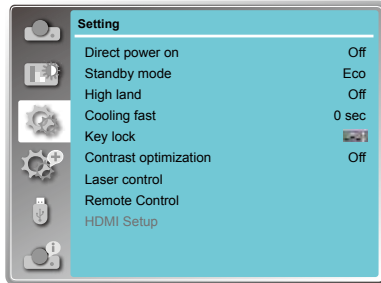 Setting
Direct power on Off
Standby mode Eco
High land Off
Cooling fast 0 sec
Key lock
Contrast optimization Off
Laser control
Remote Control
HDMI Setup